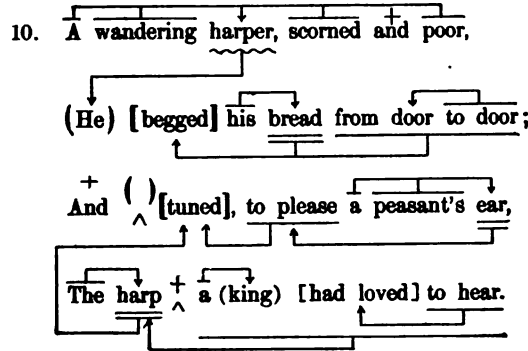 10. A wandering harper, scorned and poor,
(He) [begged] his bread from door to door;
And ( ) [tuned], to please a peasant's ear,
The harp + a (king) [had loved] to hear.